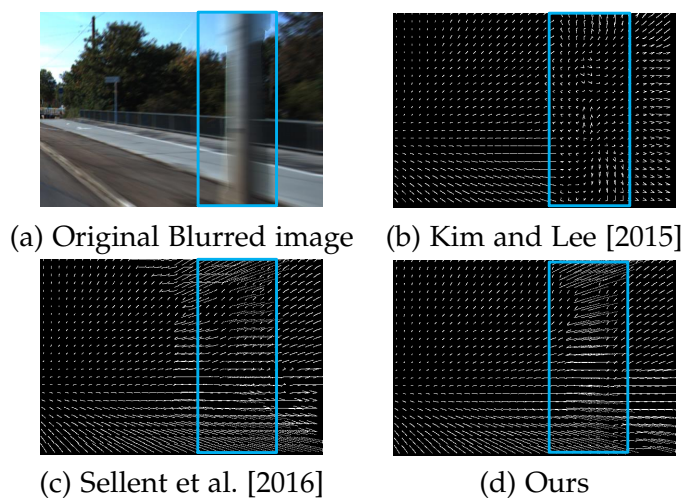 (a) Original Blurred image
(b) Kim and Lee [2015]
(c) Sellent et al. [2016]
(d) Ours